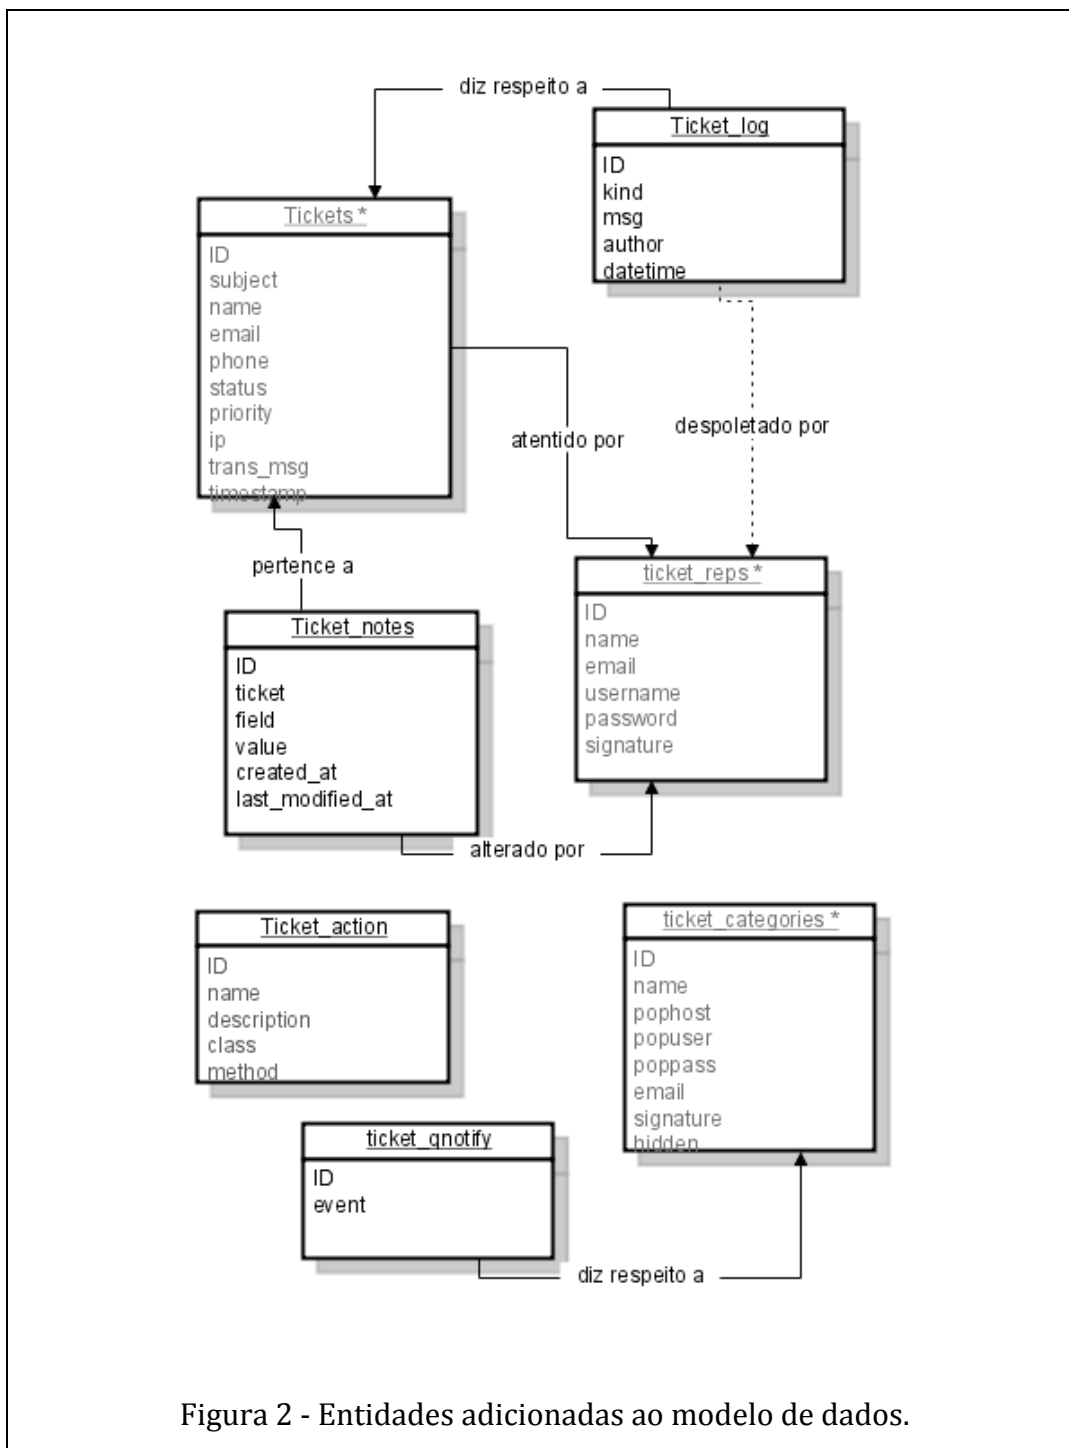 diz respeito a
Ticket_log
ID
kind
msg
author
datetime
Tickets *
ID
subject
name
email
phone
status
priority
ip
trans_msg
timestamp
atentido por
despoletado por
pertence a
ticket_reps *
ID
name
email
username
password
signature
Ticket_notes
ID
ticket
field
value
created_at
last_modified_at
alterado por
Ticket_action
ID
name
description
class
method
ticket_categories *
ID
name
pophost
popuser
poppass
email
signature
hidden
ticket_qnotify
ID
event
diz respeito a
Figura 2 - Entidades adicionadas ao modelo de dados.